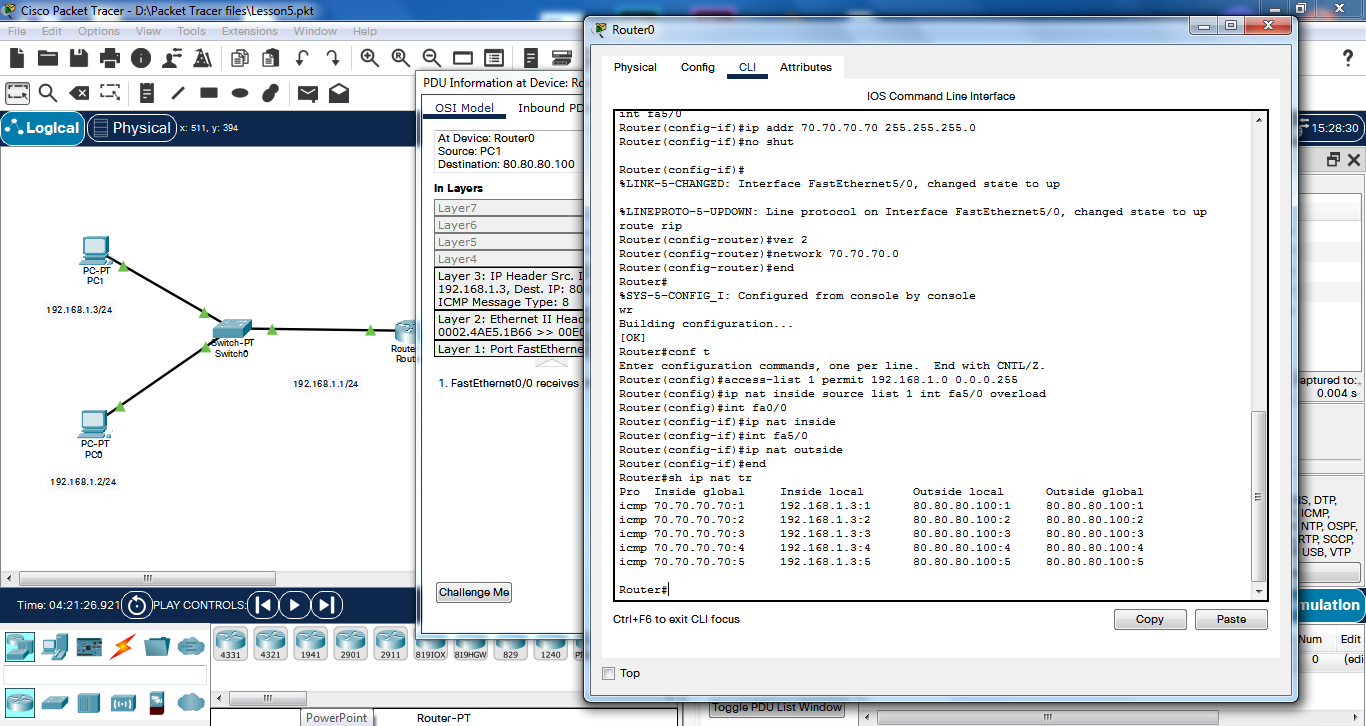 Cisco Packet Tracer - D:\Packet Tracer files\Lesson5.pkt
File Edit Options View Tools Extensions Window Help
Logical Physical x: 511, y: 394
15:28:30
PC-PT
PC1
192.168.1.3/24
Switch-PT
Switch0
Route
Rout
192.168.1.1/24
PC-PT
PC0
192.168.1.2/24
PDU Information at Device: Ro
OSI Model Inbound PD
At Device: Router0
Source: PC1
Destination: 80.80.80.100
In Layers
Layer7
Layer6
Layer5
Layer4
Layer 3: IP Header Src. I
192.168.1.3, Dest. IP: 80
ICMP Message Type: 8
Layer 2: Ethernet II Head
0002.4AE5.1B66 >> 00E0
Layer 1: Port FastEtherne
1. FastEthernet0/0 receives
Challenge Me
Router0
Physical Config CLI Attributes
IOS Command Line Interface
int fa5/0
Router(config-if)#ip addr 70.70.70.70 255.255.255.0
Router(config-if)#no shut
Router(config-if)#
%LINK-5-CHANGED: Interface FastEthernet5/0, changed state to up
%LINEPROTO-5-UPDOWN: Line protocol on Interface FastEthernet5/0, changed state to up
route rip
Router(config-router)#ver 2
Router(config-router)#network 70.70.70.0
Router(config-router)#end
Router#
%SYS-5-CONFIG_I: Configured from console by console
wr
Building configuration...
[OK]
Router#conf t
Enter configuration commands, one per line. End with CNTL/Z.
Router(config)#access-list 1 permit 192.168.1.0 0.0.0.255
Router(config)#ip nat inside source list 1 int fa5/0 overload
Router(config)#int fa0/0
Router(config-if)#ip nat inside
Router(config-if)#int fa5/0
Router(config-if)#ip nat outside
Router(config-if)#end
Router#sh ip nat tr
Pro Inside global Inside local Outside local Outside global
icmp 70.70.70.70:1 192.168.1.3:1 80.80.80.100:1 80.80.80.100:1
icmp 70.70.70.70:2 192.168.1.3:2 80.80.80.100:2 80.80.80.100:2
icmp 70.70.70.70:3 192.168.1.3:3 80.80.80.100:3 80.80.80.100:3
icmp 70.70.70.70:4 192.168.1.3:4 80.80.80.100:4 80.80.80.100:4
icmp 70.70.70.70:5 192.168.1.3:5 80.80.80.100:5 80.80.80.100:5
Router#
Ctrl+F6 to exit CLI focus
Copy Paste
Top
aptured to:
0.004 s
S, DTP,
ICMP,
NTP, OSPF,
RTP, SCCP,
USB, VTP
mulation
Num Edit
0 (edi
Time: 04:21:26.921 PLAY CONTROLS:
4331 4321 1941 2901 2911 819IOX 819HGW 829 1240 PT
PowerPoint Router-PT
Toggle PDU List Window